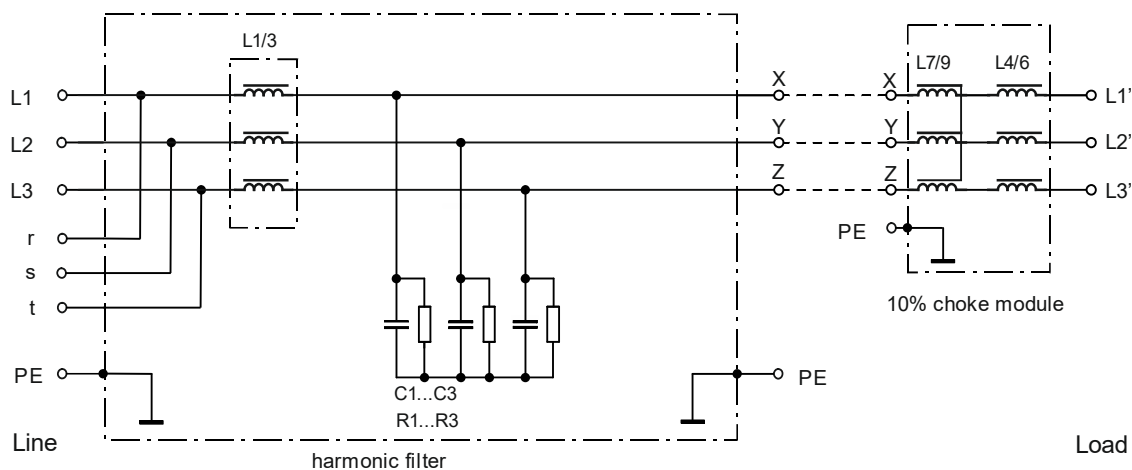 L1/3
L7/9 L4/6
L1 X X L1'
L2 Y Y L2'
L3 Z Z L3'
r PE
s
t
10% choke module
PE PE
C1...C3
R1...R3
Line Load
harmonic filter